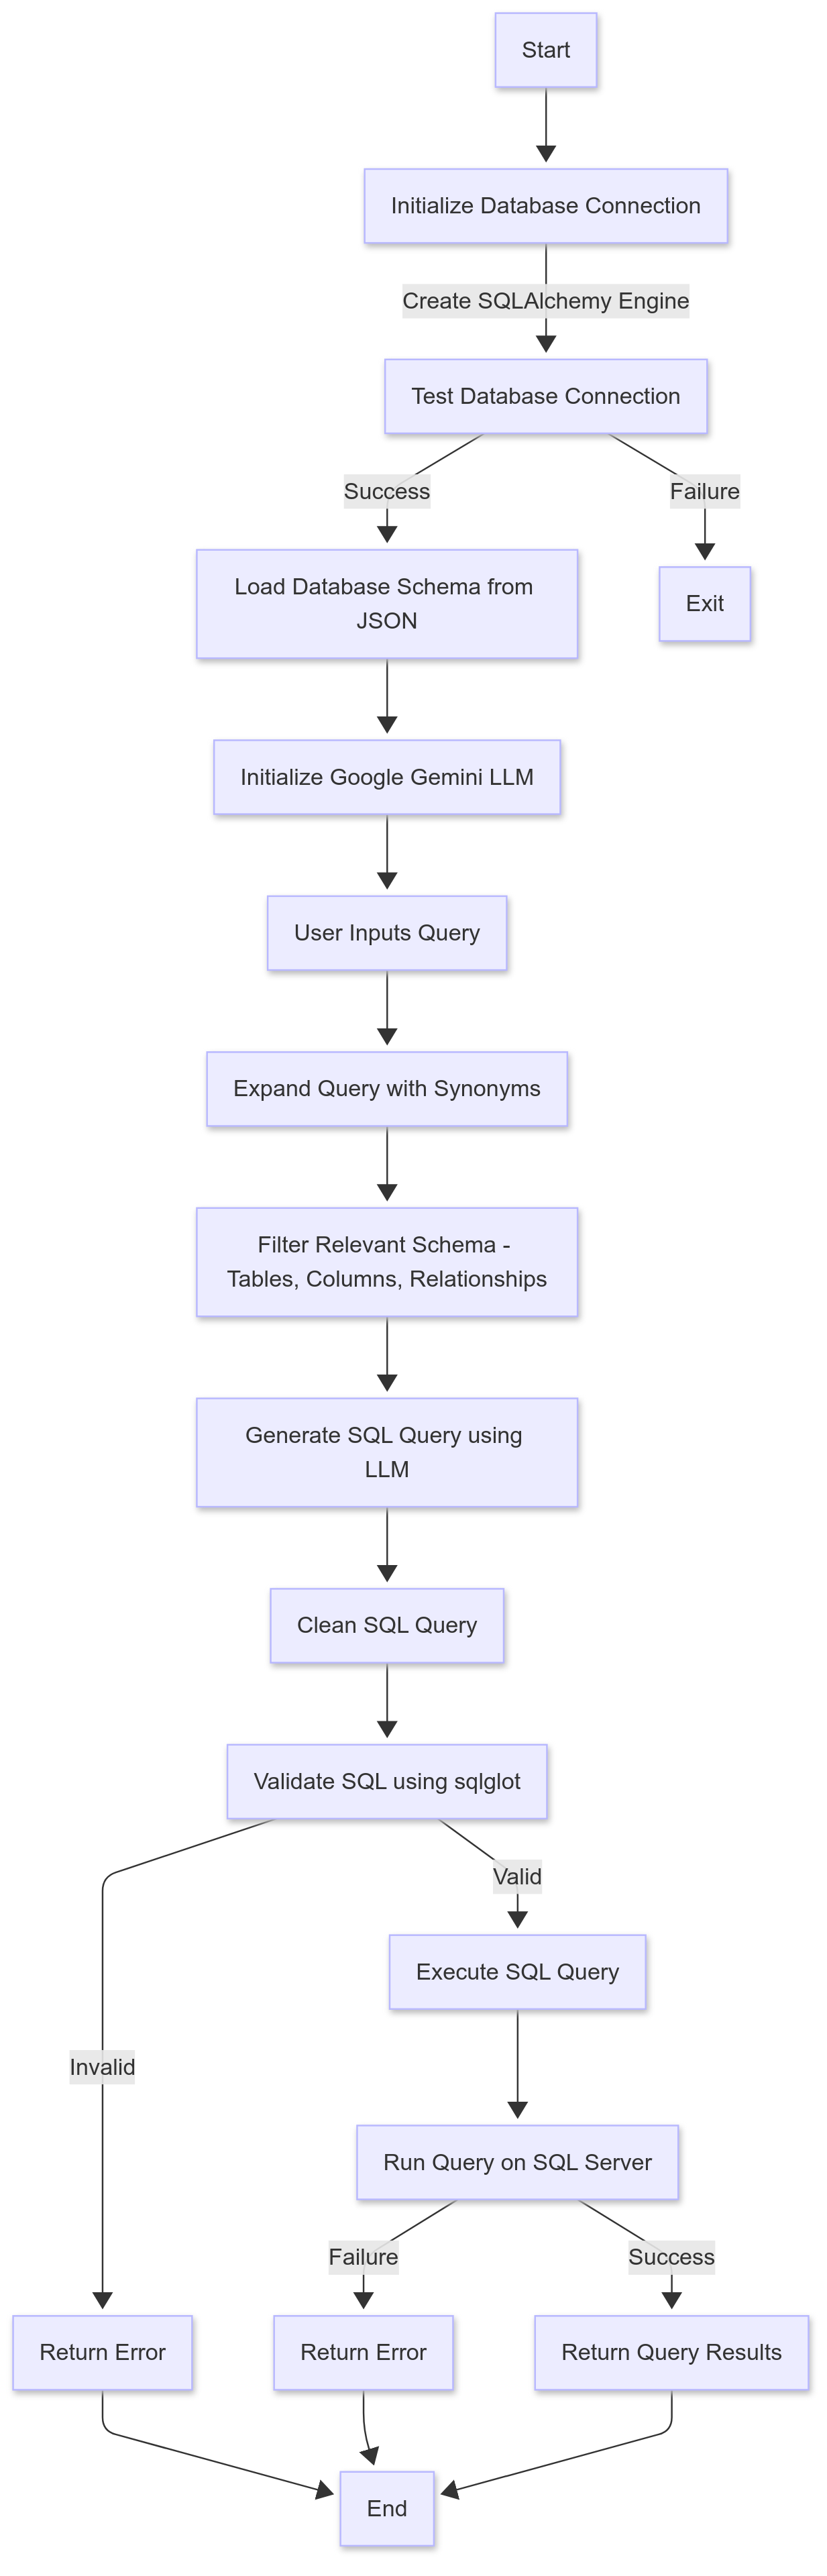 Start
Initialize Database Connection
Create SQLAlchemy Engine
Test Database Connection
Success
Failure
Load Database Schema from
JSON
Exit
Initialize Google Gemini LLM
User Inputs Query
Expand Query with Synonyms
Filter Relevant Schema -
Tables, Columns, Relationships
Generate SQL Query using
LLM
Clean SQL Query
Validate SQL using sqlglot
Valid
Execute SQL Query
Invalid
Run Query on SQL Server
Failure
Success
Return Error
Return Error
Return Query Results
End